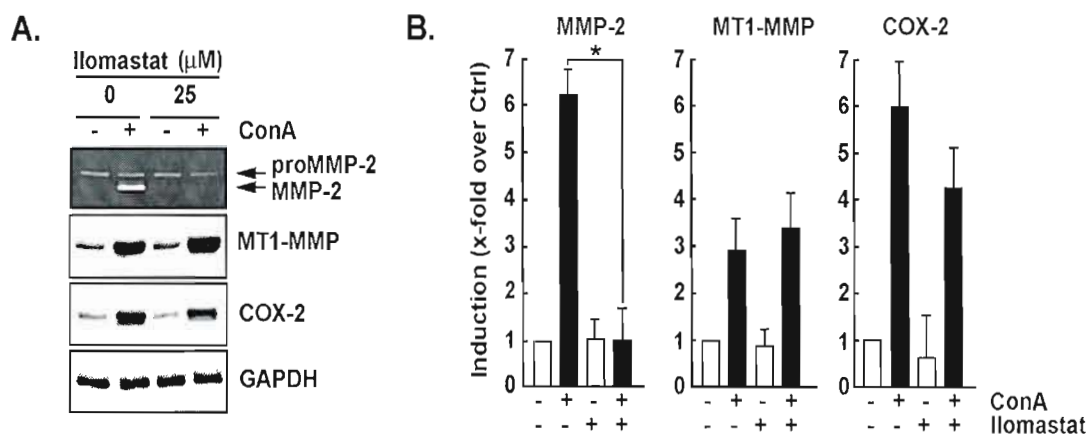 A.
Ilomastat (μM)
0 25
- + - + ConA
proMMP-2
MMP-2
MT1-MMP
COX-2
GAPDH
B.
MMP-2 MT1-MMP COX-2
Induction (x-fold over Ctrl)
7
6
5
4
3
2
1
0
*
7
6
5
4
3
2
1
0
7
6
5
4
3
2
1
0
- + - + - + - + - + - + ConA
- - + + - - + + - - + + Ilomastat